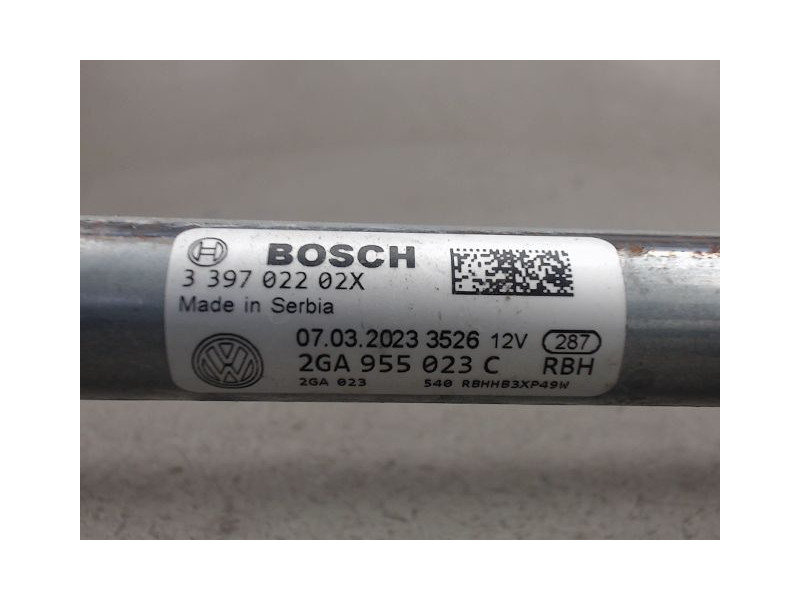 BOSCH
3 397 022 02X
Made in Serbia
07.03.2023 3526 12V 287
2GA 955 023 C RBH
2GA 023 540 RBHHB3XP49W